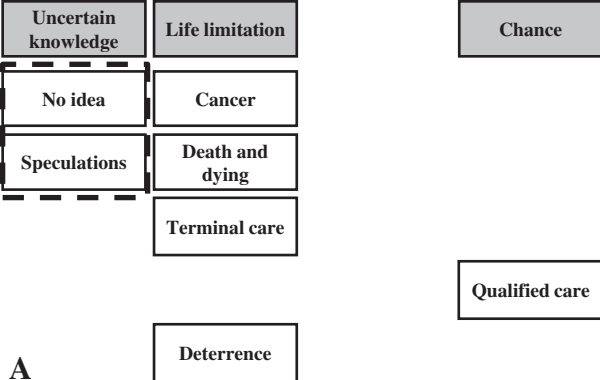 Uncertain
knowledge
Life limitation
Chance
No idea
Cancer
Speculations
Death and
dying
Terminal care
Qualified care
Deterrence
A